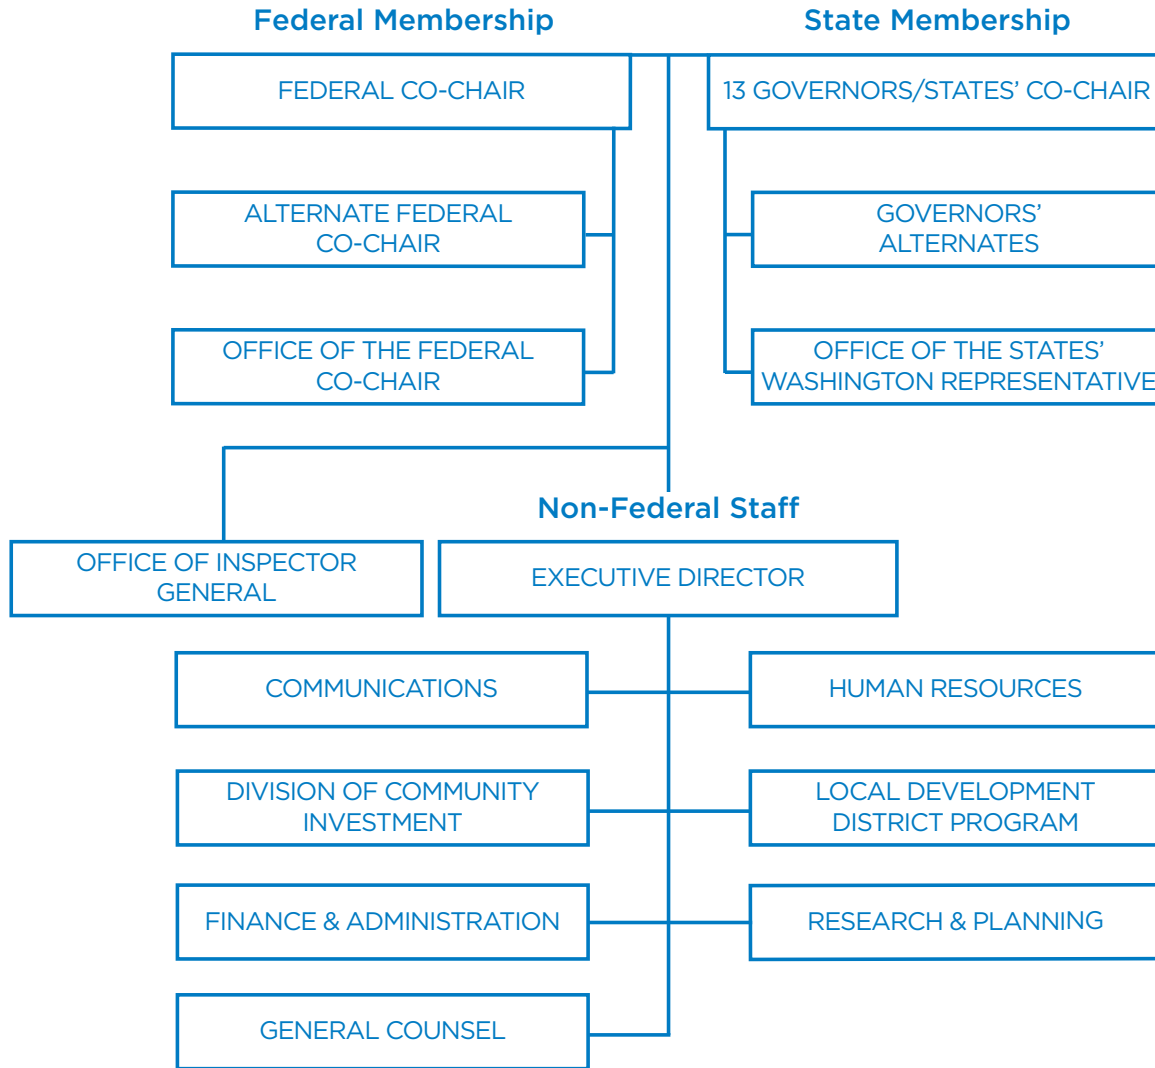 Federal Membership
State Membership
FEDERAL CO-CHAIR
13 GOVERNORS/STATES’ CO-CHAIR
ALTERNATE FEDERAL
CO-CHAIR
GOVERNORS’
ALTERNATES
OFFICE OF THE FEDERAL
CO-CHAIR
OFFICE OF THE STATES’
WASHINGTON REPRESENTATIVE
Non-Federal Staff
OFFICE OF INSPECTOR
GENERAL
EXECUTIVE DIRECTOR
COMMUNICATIONS
HUMAN RESOURCES
DIVISION OF COMMUNITY
INVESTMENT
LOCAL DEVELOPMENT
DISTRICT PROGRAM
FINANCE & ADMINISTRATION
RESEARCH & PLANNING
GENERAL COUNSEL